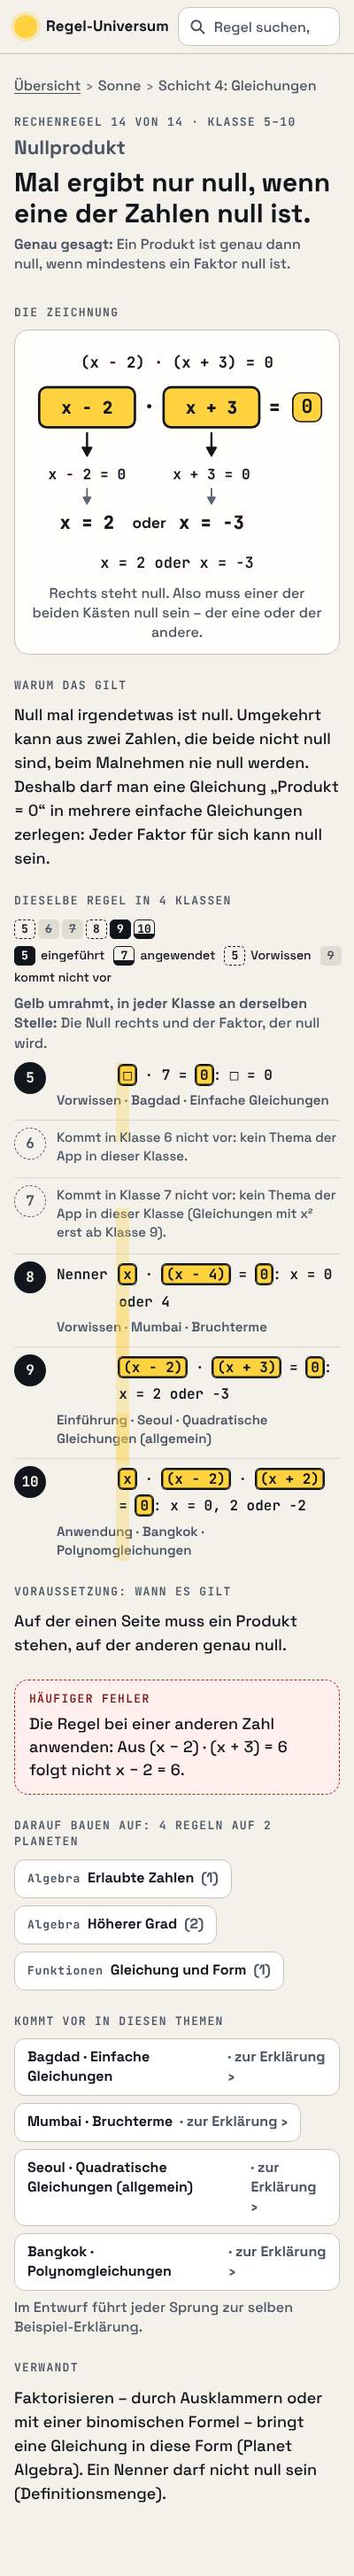 Regel-Universum
Regel suchen,
Übersicht > Sonne > Schicht 4: Gleichungen
RECHENREGEL 14 VON 14 · KLASSE 5–10
Nullprodukt
Mal ergibt nur null, wenn
eine der Zahlen null ist.
Genau gesagt: Ein Produkt ist genau dann
null, wenn mindestens ein Faktor null ist.
DIE ZEICHNUNG
(x - 2) · (x + 3) = 0
x - 2 · x + 3 = 0
x - 2 = 0 x + 3 = 0
x = 2 oder x = -3
x = 2 oder x = -3
Rechts steht null. Also muss einer der
beiden Kästen null sein – der eine oder der
andere.
WARUM DAS GILT
Null mal irgendetwas ist null. Umgekehrt
kann aus zwei Zahlen, die beide nicht null
sind, beim Malnehmen nie null werden.
Deshalb darf man eine Gleichung „Produkt
= 0“ in mehrere einfache Gleichungen
zerlegen: Jeder Faktor für sich kann null
sein.
DIESELBE REGEL IN 4 KLASSEN
5 6 7 8 9 10
5 eingeführt 7 angewendet 5 Vorwissen 9
kommt nicht vor
Gelb umrahmt, in jeder Klasse an derselben
Stelle: Die Null rechts und der Faktor, der null
wird.
5 □ · 7 = 0: □ = 0
Vorwissen · Bagdad · Einfache Gleichungen
6 Kommt in Klasse 6 nicht vor: kein Thema der
App in dieser Klasse.
7 Kommt in Klasse 7 nicht vor: kein Thema der
App in dieser Klasse (Gleichungen mit x²
erst ab Klasse 9).
8 Nenner x · (x - 4) = 0: x = 0
oder 4
Vorwissen · Mumbai · Bruchterme
9 (x - 2) · (x + 3) = 0:
x = 2 oder -3
Einführung · Seoul · Quadratische
Gleichungen (allgemein)
10 x · (x - 2) · (x + 2)
= 0: x = 0, 2 oder -2
Anwendung · Bangkok ·
Polynomgleichungen
VORAUSSETZUNG: WANN ES GILT
Auf der einen Seite muss ein Produkt
stehen, auf der anderen genau null.
HÄUFIGER FEHLER
Die Regel bei einer anderen Zahl
anwenden: Aus (x − 2) · (x + 3) = 6
folgt nicht x − 2 = 6.
DARAUF BAUEN AUF: 4 REGELN AUF 2
PLANETEN
Algebra Erlaubte Zahlen (1)
Algebra Höherer Grad (2)
Funktionen Gleichung und Form (1)
KOMMT VOR IN DIESEN THEMEN
Bagdad · Einfache
Gleichungen
· zur Erklärung
>
Mumbai · Bruchterme · zur Erklärung >
Seoul · Quadratische
Gleichungen (allgemein)
· zur
Erklärung
>
Bangkok ·
Polynomgleichungen
· zur Erklärung
>
Im Entwurf führt jeder Sprung zur selben
Beispiel-Erklärung.
VERWANDT
Faktorisieren – durch Ausklammern oder
mit einer binomischen Formel – bringt
eine Gleichung in diese Form (Planet
Algebra). Ein Nenner darf nicht null sein
(Definitionsmenge).